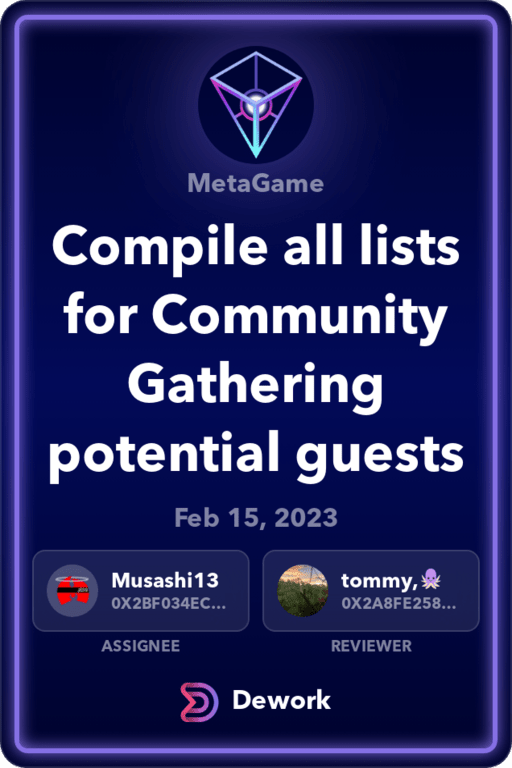 MetaGame
Compile all lists
for Community
Gathering
potential guests
Feb 15, 2023
Musashi13
0X2BF034EC...
ASSIGNEE
tommy,🐙
0X2A8FE258...
REVIEWER
Dework